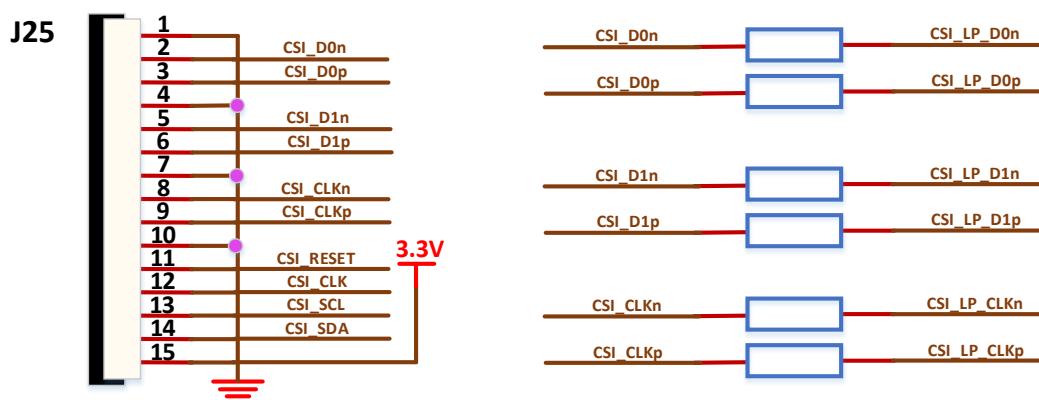 J25
1
2 CSI_D0n
3 CSI_D0p
4
5 CSI_D1n
6 CSI_D1p
7
8 CSI_CLKn
9 CSI_CLKp
10
11 CSI_RESET
12 CSI_CLK
13 CSI_SCL
14 CSI_SDA
15
3.3V
CSI_D0n CSI_LP_D0n
CSI_D0p CSI_LP_D0p
CSI_D1n CSI_LP_D1n
CSI_D1p CSI_LP_D1p
CSI_CLKn CSI_LP_CLKn
CSI_CLKp CSI_LP_CLKp